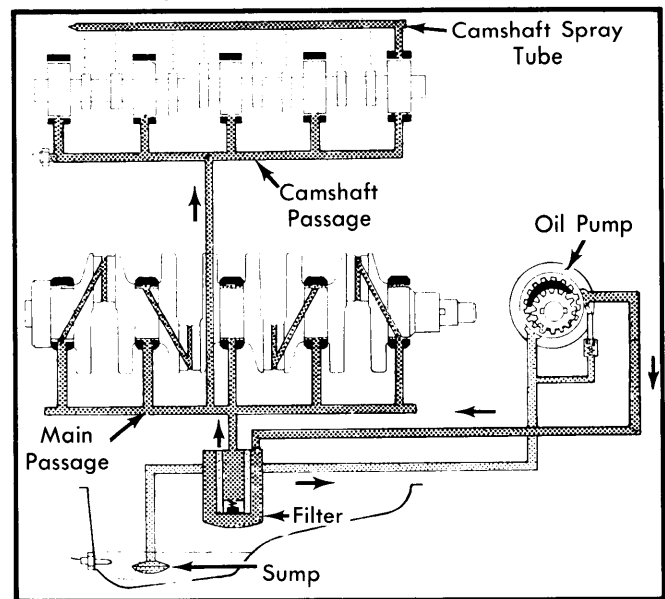 Camshaft Spray
Tube
Camshaft
Passage
Oil Pump
Main
Passage
Filter
Sump